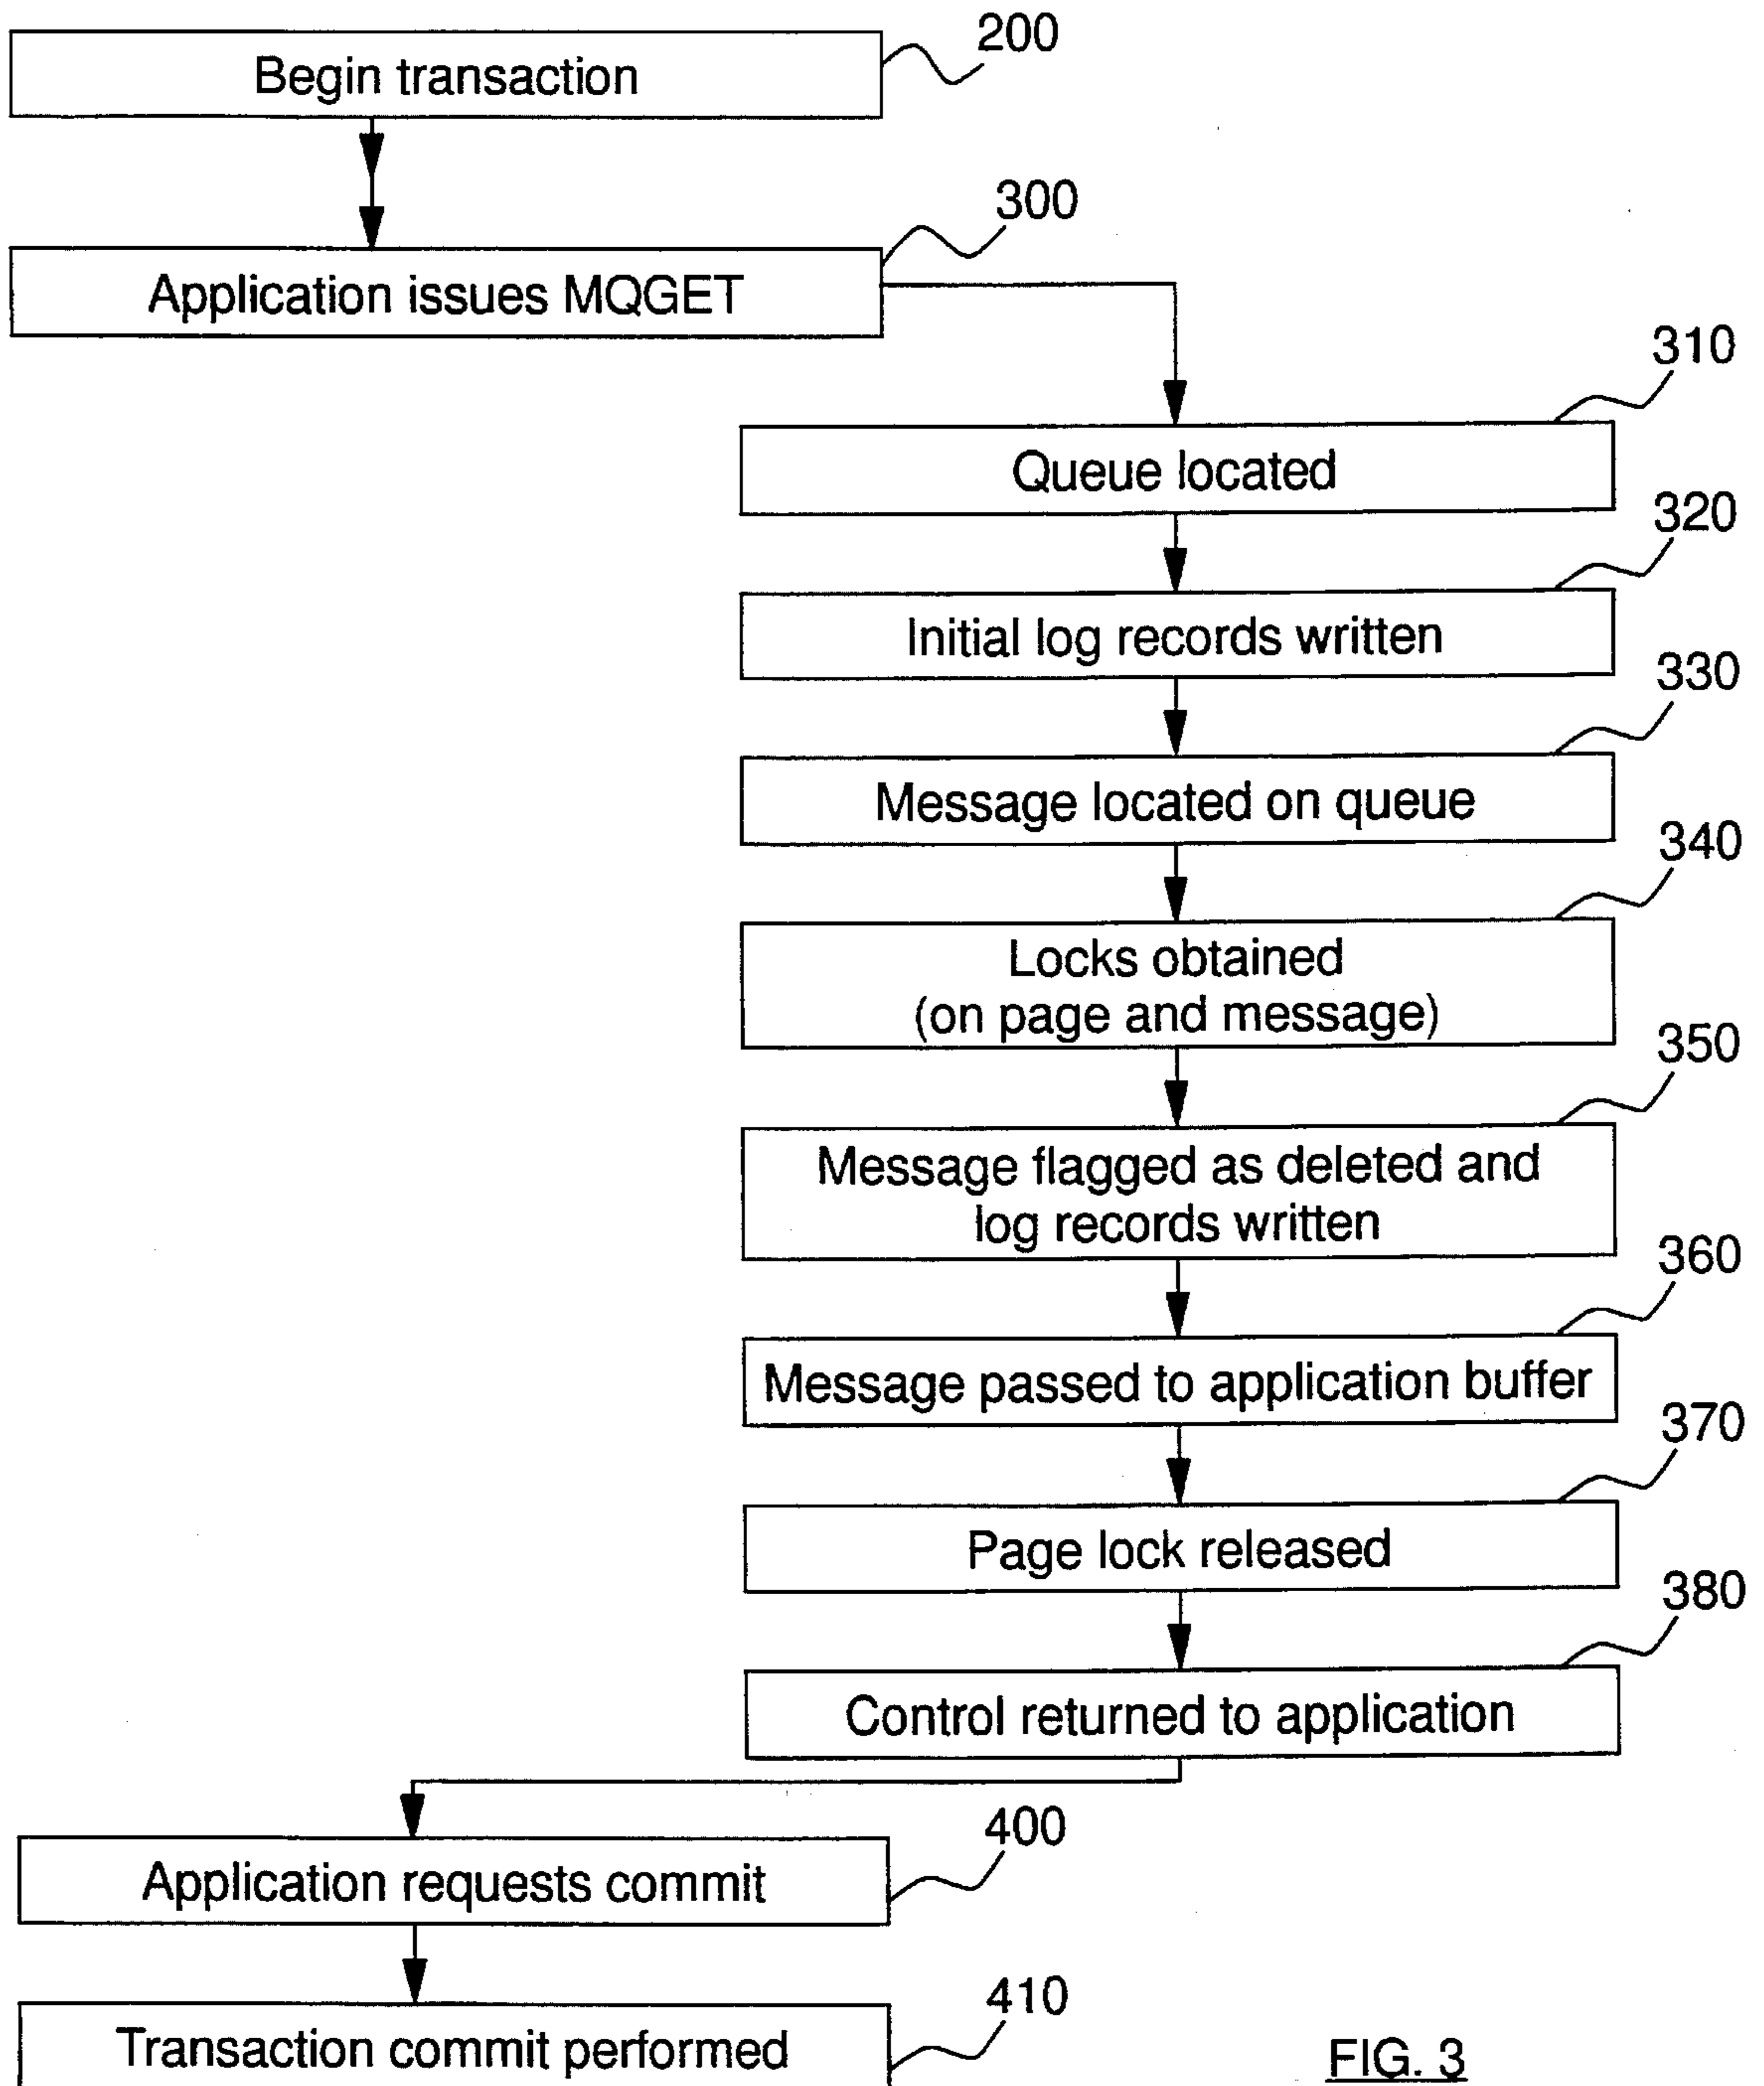 200
Begin transaction
300
Application issues MQGET
310
Queue located
320
Initial log records written
330
Message located on queue
340
Locks obtained
(on page and message)
350
Message flagged as deleted and
log records written
360
Message passed to application buffer
370
Page lock released
380
Control returned to application
400
Application requests commit
410
Transaction commit performed
FIG. 3